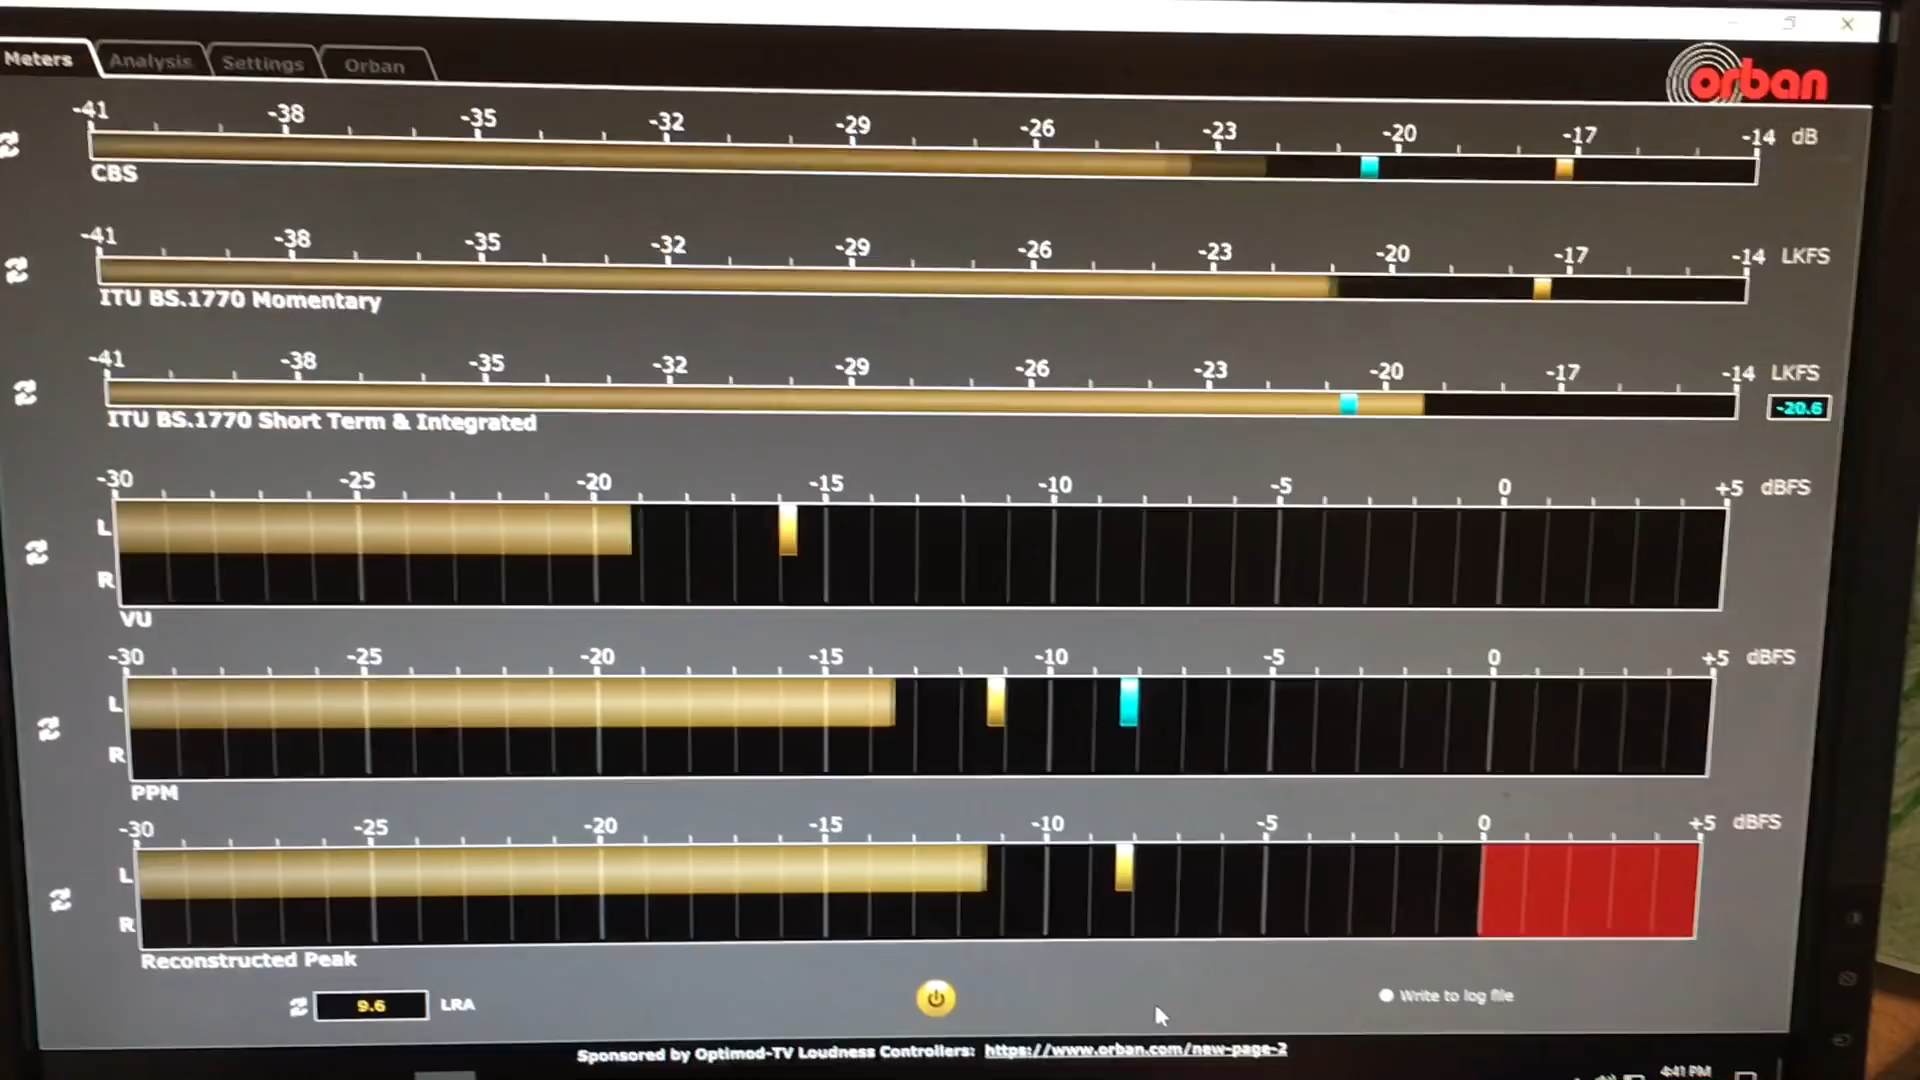 Meters Analysis Settings Orban
orban
-41 -38 -35 -32 -29 -26 -23 -20 -17 -14 dB
CBS
-41 -38 -35 -32 -29 -26 -23 -20 -17 -14 LKFS
ITU BS.1770 Momentary
-41 -38 -35 -32 -29 -26 -23 -20 -17 -14 LKFS
-20.6
ITU BS.1770 Short Term & Integrated
-30 -25 -20 -15 -10 -5 0 +5 dBFS
L
R
VU
-30 -25 -20 -15 -10 -5 0 +5 dBFS
L
R
PPM
-30 -25 -20 -15 -10 -5 0 +5 dBFS
L
R
Reconstructed Peak
9.6 LRA Write to log file
Sponsored by Optimod-TV Loudness Controllers: https://www.orban.com/new-page-2
4:41 PM